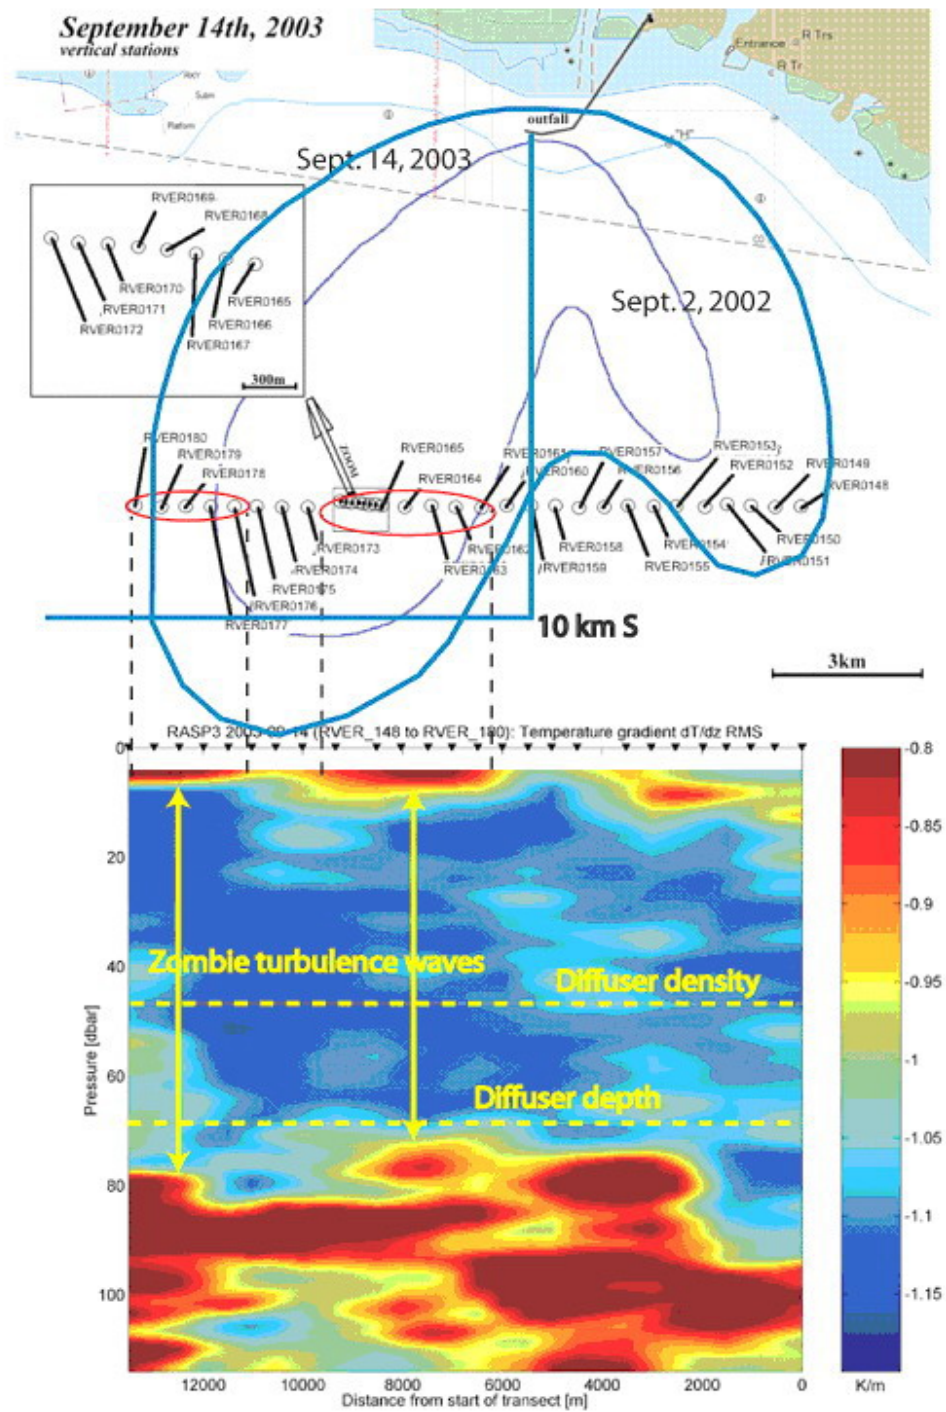 September 14th, 2003
vertical stations
Entrance
R Trs
R Tr
outfall
"H"
Sept. 14, 2003
Sept. 2, 2002
RVER0169
RVER0168
RVER0170
RVER0165
RVER0171
RVER0166
RVER0172
RVER0167
300m
ZOOM
RVER0180
RVER0179
RVER0178
RVER0165
RVER0164
RVER0161
RVER0160
RVER0157
RVER0156
RVER0153
RVER0152
RVER0149
RVER0148
RVER0173
RVER0174
RVER0175
RVER0176
RVER0177
RVER0163
RVER0162
RVER0159
RVER0158
RVER0155
RVER0154
RVER0151
RVER0150
10 km S
3km
RASP3 2003-09-14 (RVER_148 to RVER_180): Temperature gradient dT/dz RMS
0
20
40
60
80
100
Pressure [dbar]
Zombie turbulence waves
Diffuser density
Diffuser depth
12000 10000 8000 6000 4000 2000 0
Distance from start of transect [m]
-0.8
-0.85
-0.9
-0.95
-1
-1.05
-1.1
-1.15
K/m